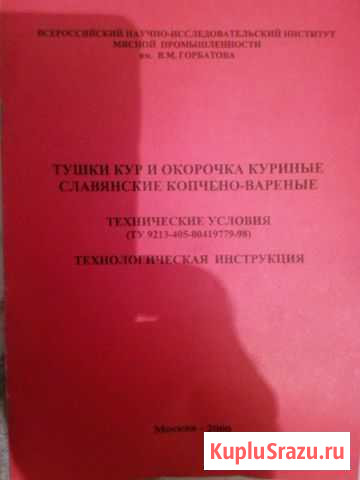 ВСЕРОССИЙСКИЙ НАУЧНО-ИССЛЕДОВАТЕЛЬСКИЙ ИНСТИТУТ
МЯСНОЙ ПРОМЫШЛЕННОСТИ
им. В.М. ГОРБАТОВА
ТУШКИ КУР И ОКОРОЧКА КУРИНЫЕ
СЛАВЯНСКИЕ КОПЧЕНО-ВАРЕНЫЕ
ТЕХНИЧЕСКИЕ УСЛОВИЯ
(ТУ 9213-405-00419779-98)
ТЕХНОЛОГИЧЕСКАЯ ИНСТРУКЦИЯ
Москва - 2000
KupluSrazu.ru